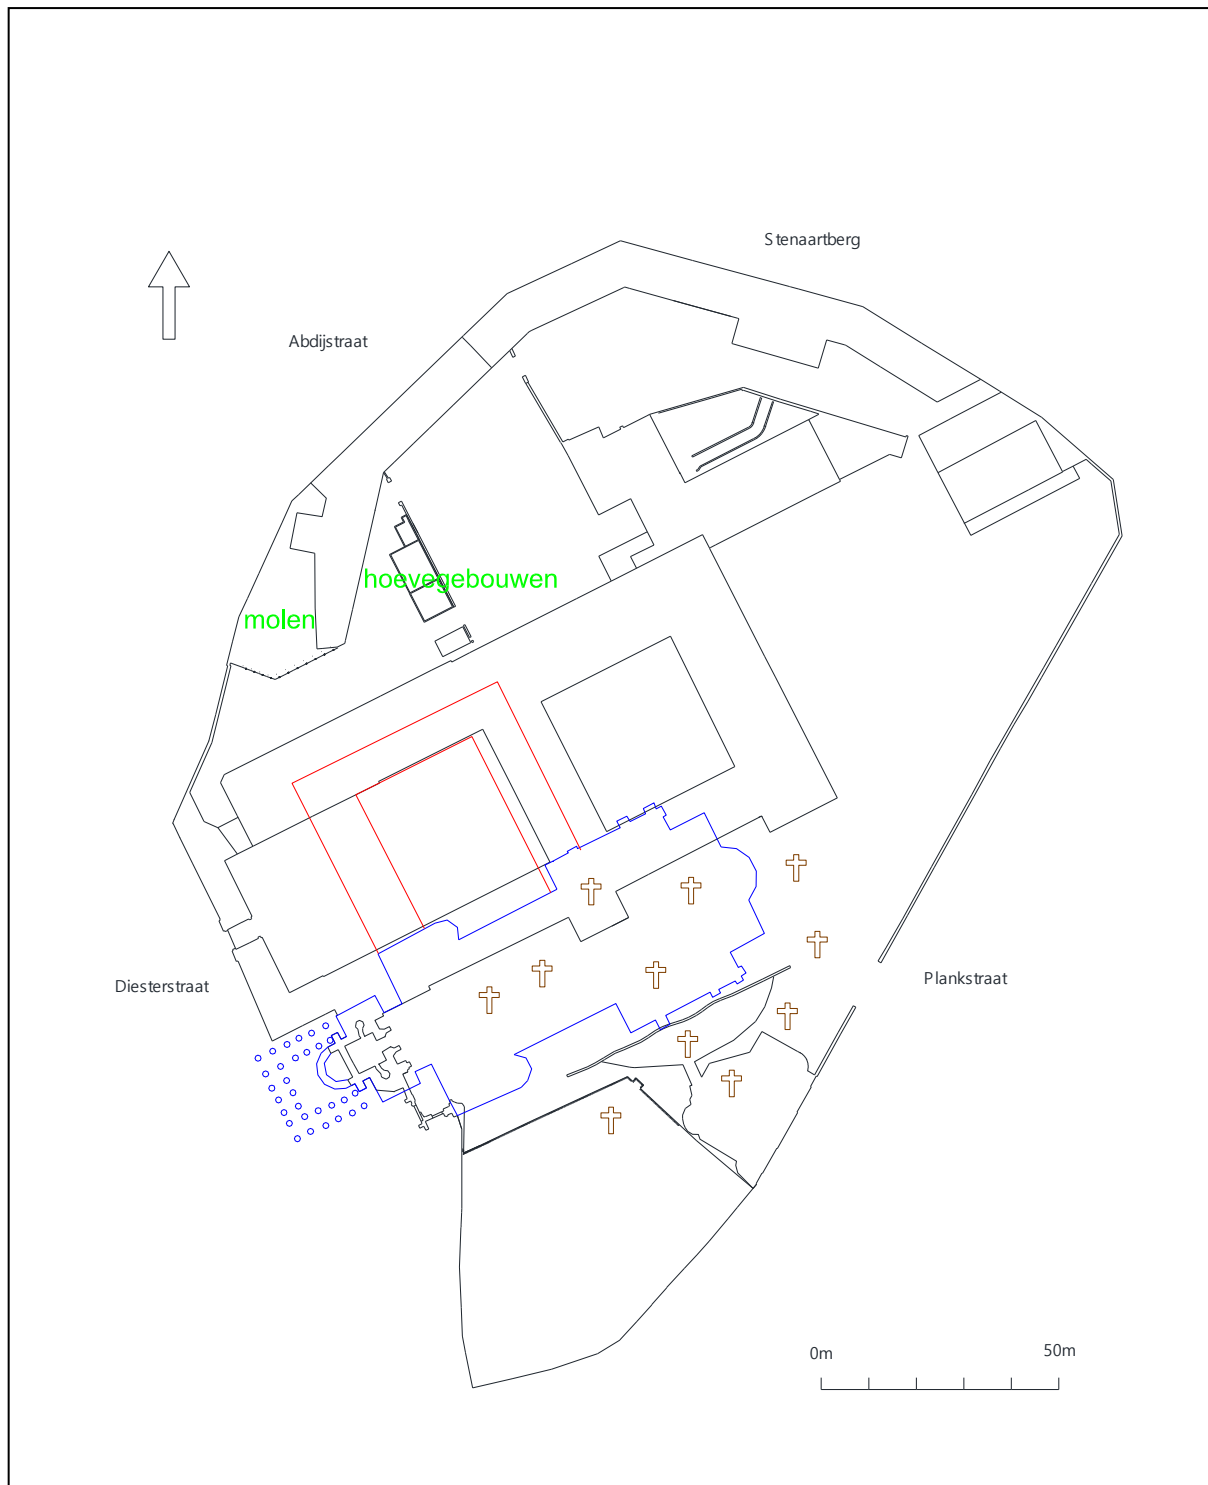 Stenaartberg
Abdijstraat
hoevegebouwen
molen
Diesterstraat
Plankstraat
0m
50m